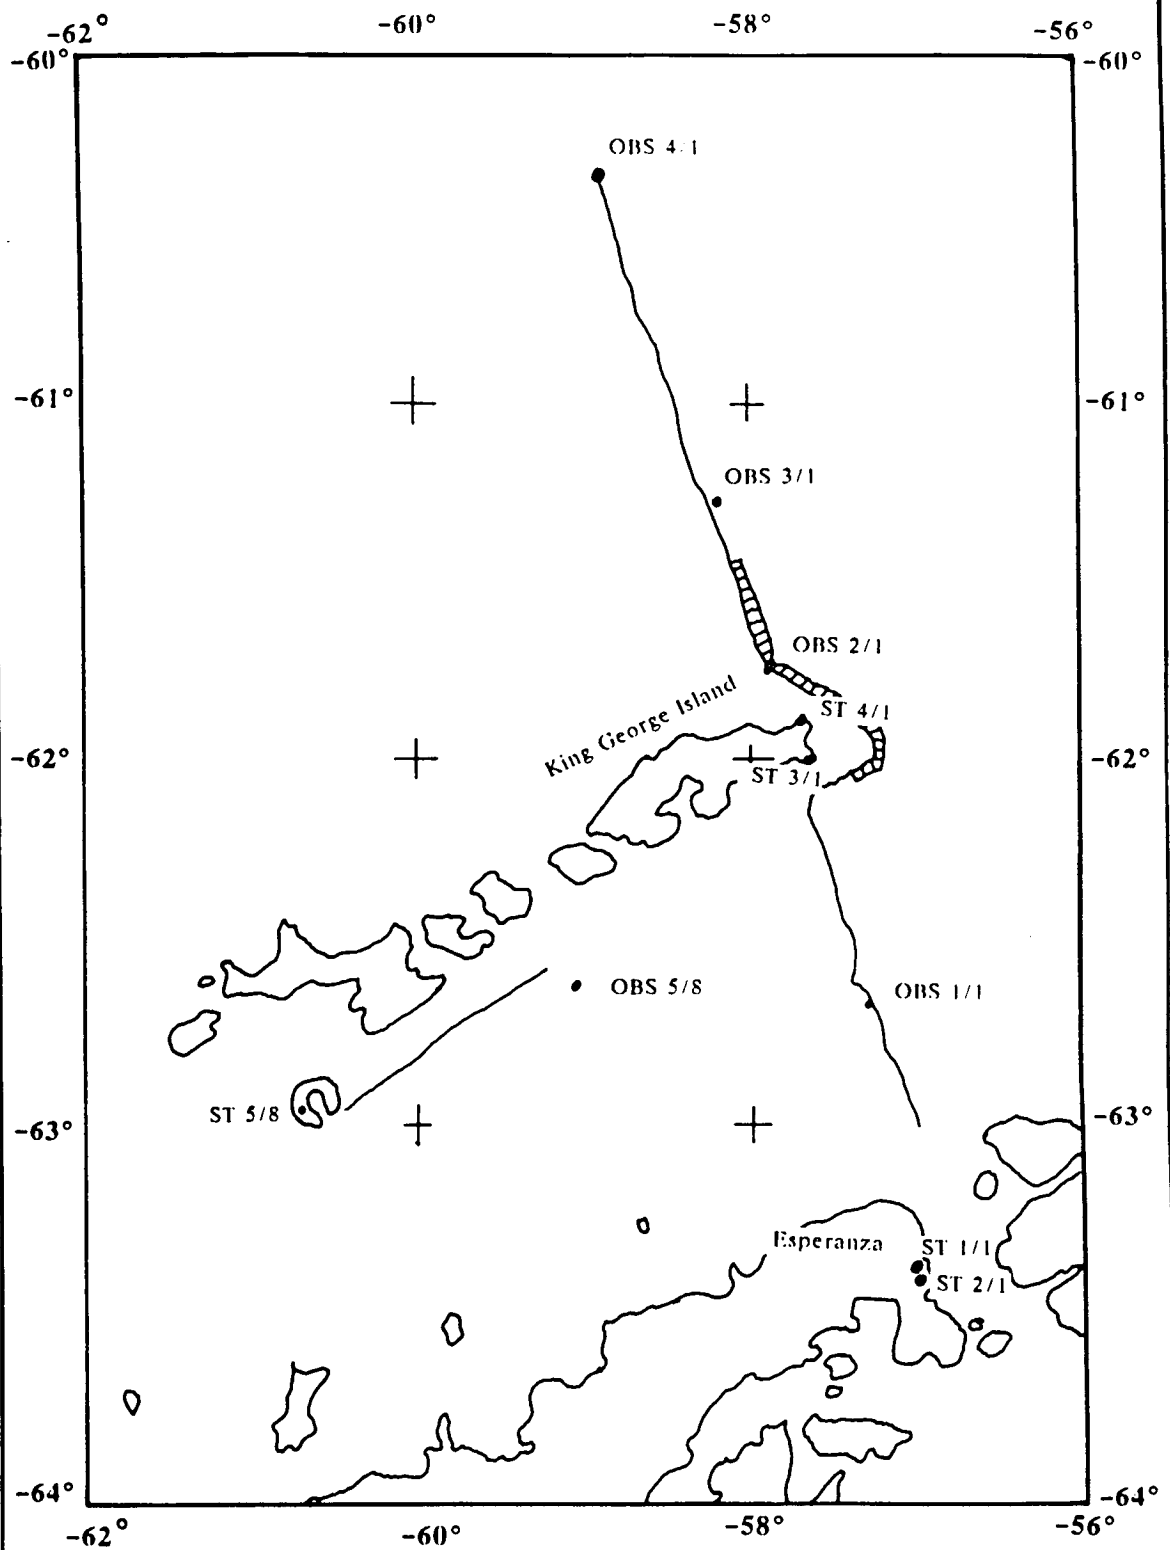 -62° -60° -58° -56°
-60° -60°
OBS 4/1
-61° -61°
OBS 3/1
OBS 2/1
King George Island
ST 4/1
-62° -62°
ST 3/1
OBS 5/8
OBS 1/1
ST 5/8
-63° -63°
Esperanza
ST 1/1
ST 2/1
-64° -64°
-62° -60° -58° -56°